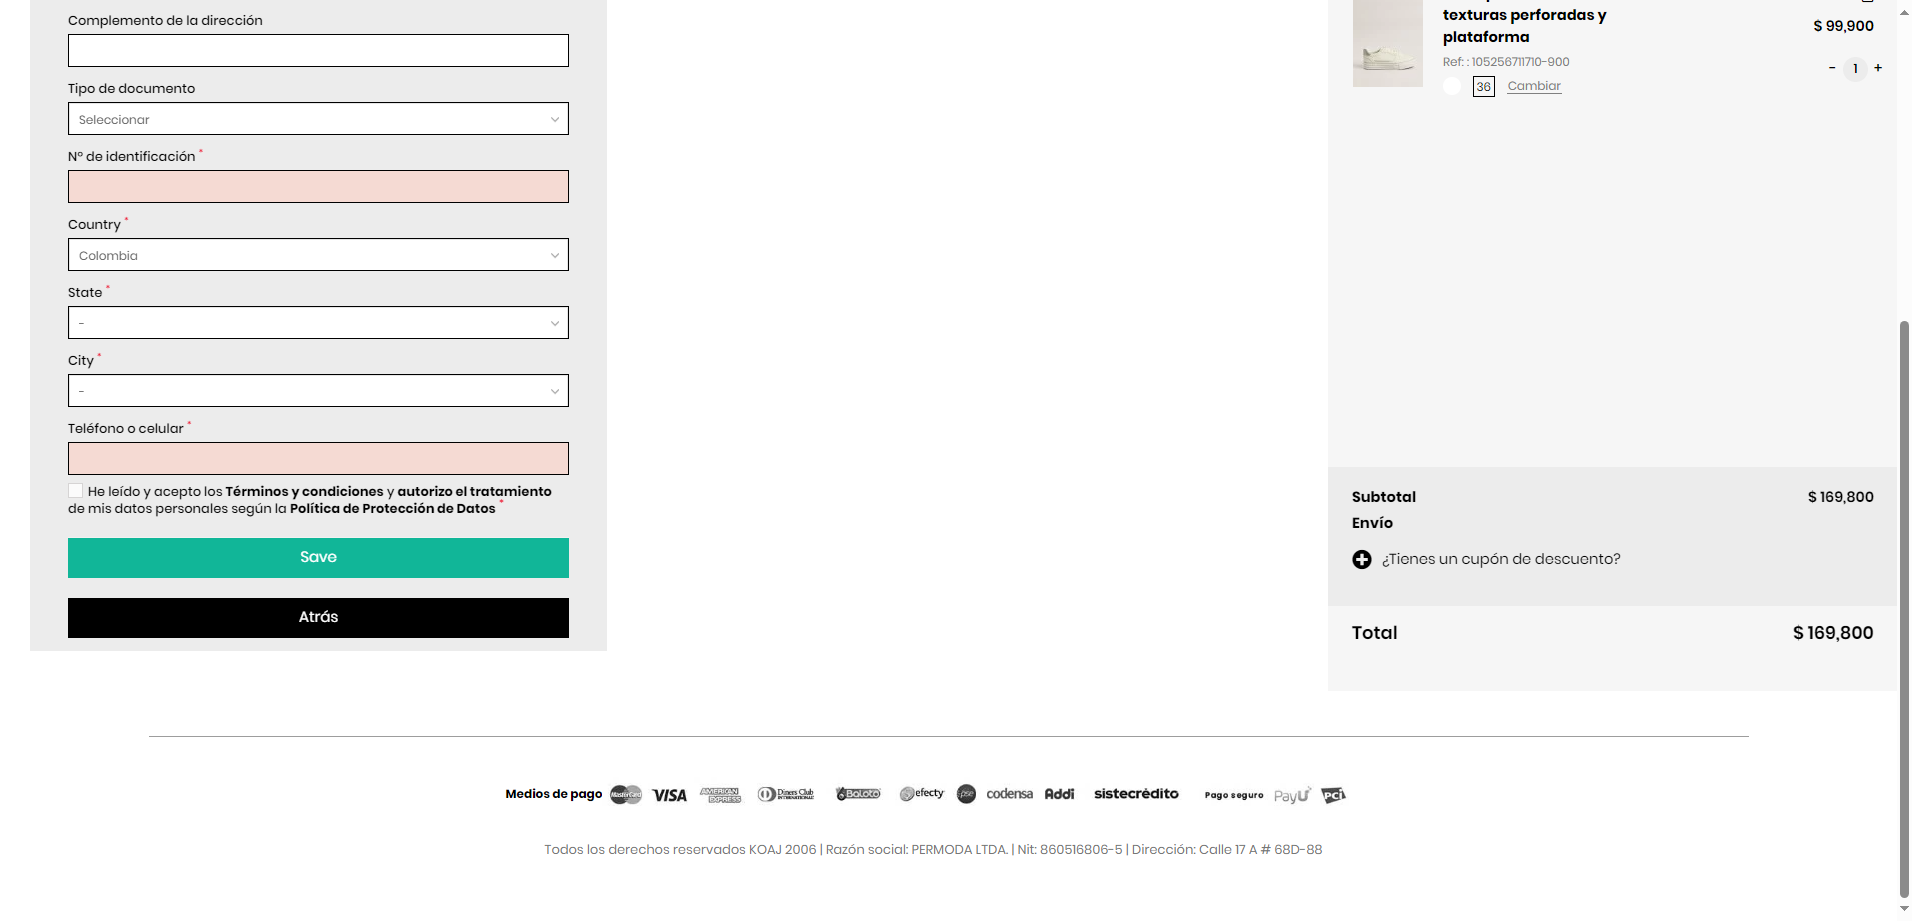 Complemento de la dirección
Tipo de documento
Seleccionar
Nº de identificación *
Country *
Colombia
State *
-
City *
-
Teléfono o celular *
He leído y acepto los Términos y condiciones y autorizo el tratamiento
de mis datos personales según la Política de Protección de Datos *
Save
Atrás
texturas perforadas y
plataforma
$ 99,900
Ref: : 105256711710-900
- 1 +
36 Cambiar
Subtotal $ 169,800
Envío
¿Tienes un cupón de descuento?
Total $ 169,800
Medios de pago MasterCard VISA AMERICAN EXPRESS Diners Club INTERNATIONAL Baloto efecty pse codensa Addi sistecrédito Pago seguro PayU PCI
Todos los derechos reservados KOAJ 2006 | Razón social: PERMODA LTDA. | Nit: 860516806-5 | Dirección: Calle 17 A # 68D-88